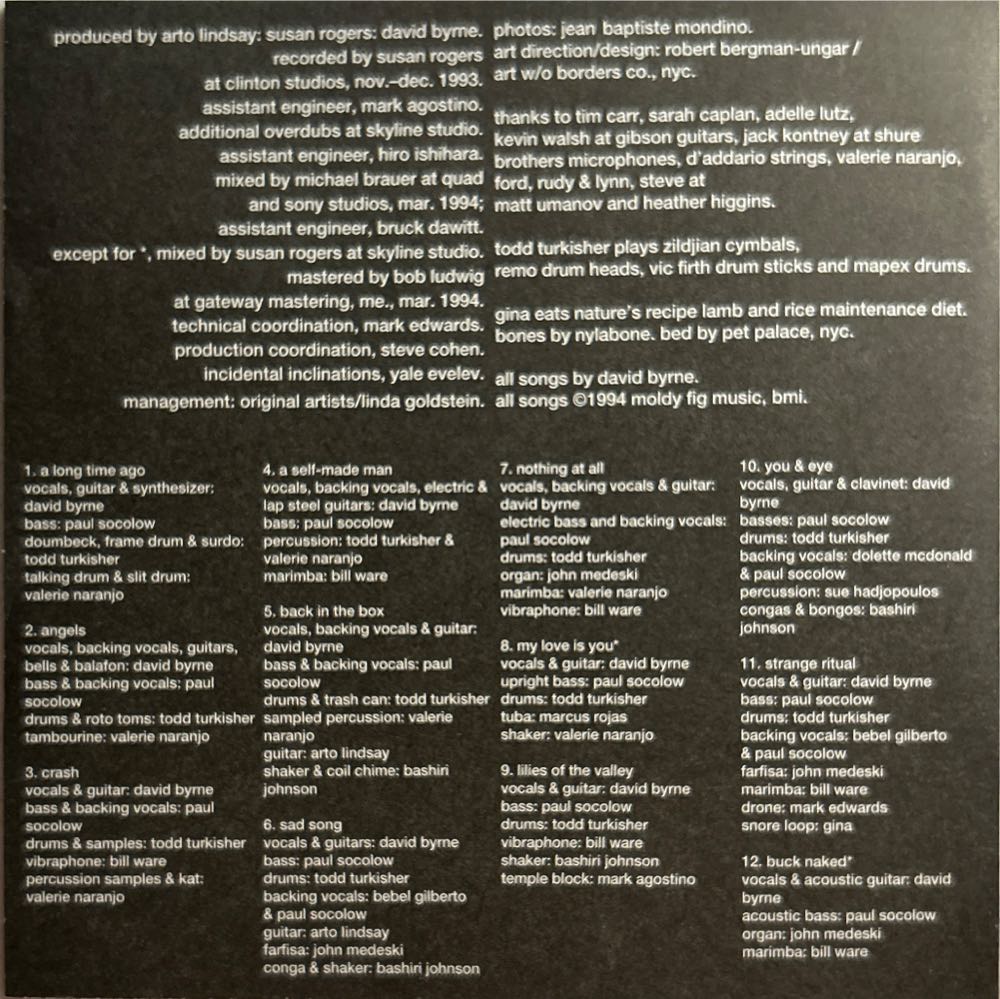 produced by arto lindsay: susan rogers: david byrne.
recorded by susan rogers
at clinton studios, nov.–dec. 1993.
assistant engineer, mark agostino.
additional overdubs at skyline studio.
assistant engineer, hiro ishihara.
mixed by michael brauer at quad
and sony studios, mar. 1994;
assistant engineer, bruck dawitt.
except for *, mixed by susan rogers at skyline studio.
mastered by bob ludwig
at gateway mastering, me., mar. 1994.
technical coordination, mark edwards.
production coordination, steve cohen.
incidental inclinations, yale evelev.
management: original artists/linda goldstein.
photos: jean baptiste mondino.
art direction/design: robert bergman-ungar /
art w/o borders co., nyc.
thanks to tim carr, sarah caplan, adelle lutz,
kevin walsh at gibson guitars, jack kontney at shure
brothers microphones, d'addario strings, valerie naranjo,
ford, rudy & lynn, steve at
matt umanov and heather higgins.
todd turkisher plays zildjian cymbals,
remo drum heads, vic firth drum sticks and mapex drums.
gina eats nature's recipe lamb and rice maintenance diet.
bones by nylabone. bed by pet palace, nyc.
all songs by david byrne.
all songs ©1994 moldy fig music, bmi.
1. a long time ago
vocals, guitar & synthesizer:
david byrne
bass: paul socolow
doumbeck, frame drum & surdo:
todd turkisher
talking drum & slit drum:
valerie naranjo
2. angels
vocals, backing vocals, guitars,
bells & balafon: david byrne
bass & backing vocals: paul
socolow
drums & roto toms: todd turkisher
tambourine: valerie naranjo
3. crash
vocals & guitar: david byrne
bass & backing vocals: paul
socolow
drums & samples: todd turkisher
vibraphone: bill ware
percussion samples & kat:
valerie naranjo
4. a self-made man
vocals, backing vocals, electric &
lap steel guitars: david byrne
bass: paul socolow
percussion: todd turkisher &
valerie naranjo
marimba: bill ware
5. back in the box
vocals, backing vocals & guitar:
david byrne
bass & backing vocals: paul
socolow
drums & trash can: todd turkisher
sampled percussion: valerie
naranjo
guitar: arto lindsay
shaker & coil chime: bashiri
johnson
6. sad song
vocals & guitars: david byrne
bass: paul socolow
drums: todd turkisher
backing vocals: bebel gilberto
& paul socolow
guitar: arto lindsay
farfisa: john medeski
conga & shaker: bashiri johnson
7. nothing at all
vocals, backing vocals & guitar:
david byrne
electric bass and backing vocals:
paul socolow
drums: todd turkisher
organ: john medeski
marimba: valerie naranjo
vibraphone: bill ware
8. my love is you*
vocals & guitar: david byrne
upright bass: paul socolow
drums: todd turkisher
tuba: marcus rojas
shaker: valerie naranjo
9. lilies of the valley
vocals & guitar: david byrne
bass: paul socolow
drums: todd turkisher
vibraphone: bill ware
shaker: bashiri johnson
temple block: mark agostino
10. you & eye
vocals, guitar & clavinet: david
byrne
basses: paul socolow
drums: todd turkisher
backing vocals: dolette mcdonald
& paul socolow
percussion: sue hadjopoulos
congas & bongos: bashiri
johnson
11. strange ritual
vocals & guitar: david byrne
bass: paul socolow
drums: todd turkisher
backing vocals: bebel gilberto
& paul socolow
farfisa: john medeski
marimba: bill ware
drone: mark edwards
snore loop: gina
12. buck naked*
vocals & acoustic guitar: david
byrne
acoustic bass: paul socolow
organ: john medeski
marimba: bill ware